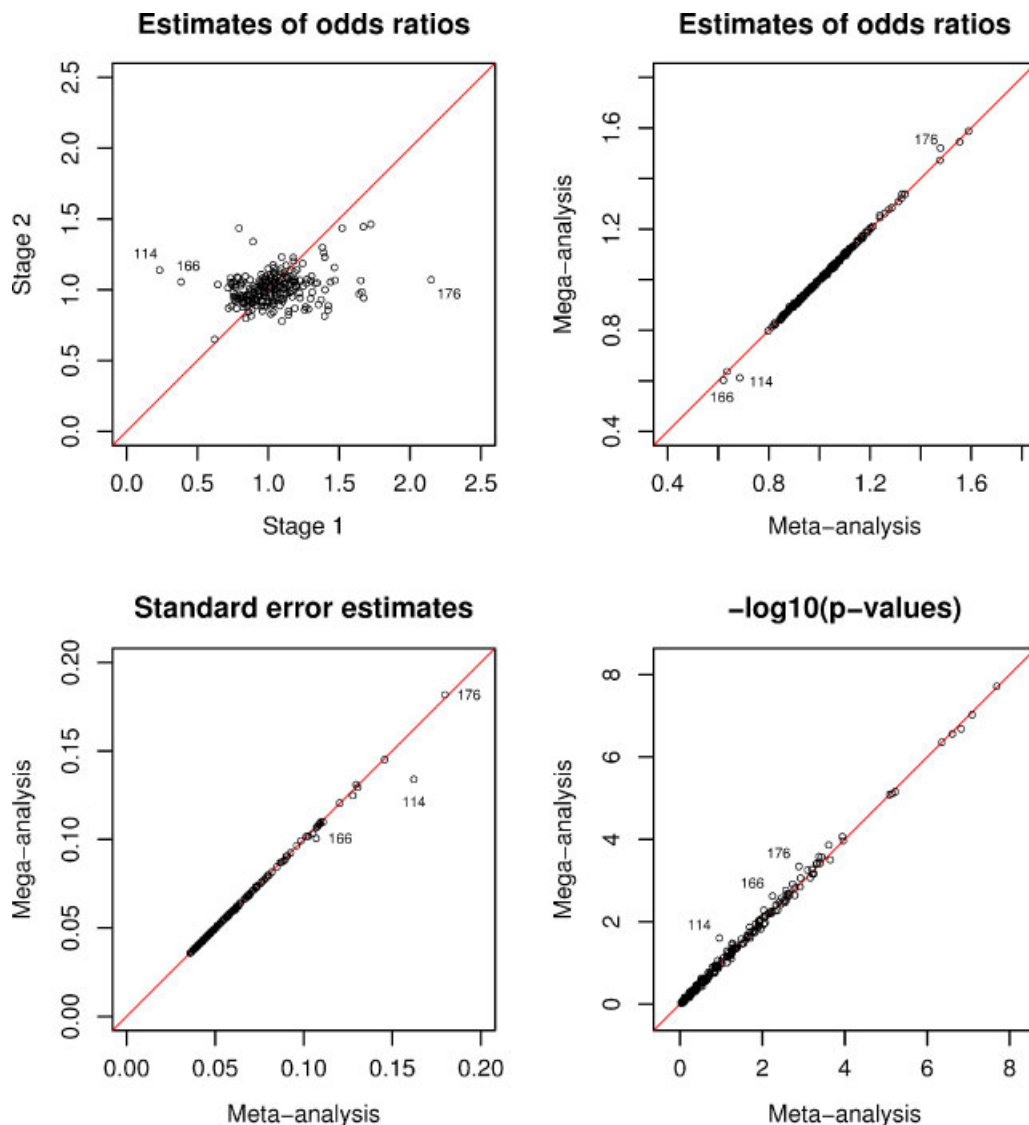 Estimates of odds ratios
Stage 2
2.5
2.0
1.5
1.0
0.5
0.0
114
166
176
0.0 0.5 1.0 1.5 2.0 2.5
Stage 1
Estimates of odds ratios
Mega−analysis
1.6
1.2
0.8
0.4
176
114
166
0.4 0.8 1.2 1.6
Meta−analysis
Standard error estimates
Mega−analysis
0.20
0.15
0.10
0.05
0.00
176
114
166
0.00 0.05 0.10 0.15 0.20
Meta−analysis
−log10(p−values)
Mega−analysis
8
6
4
2
0
176
166
114
0 2 4 6 8
Meta−analysis